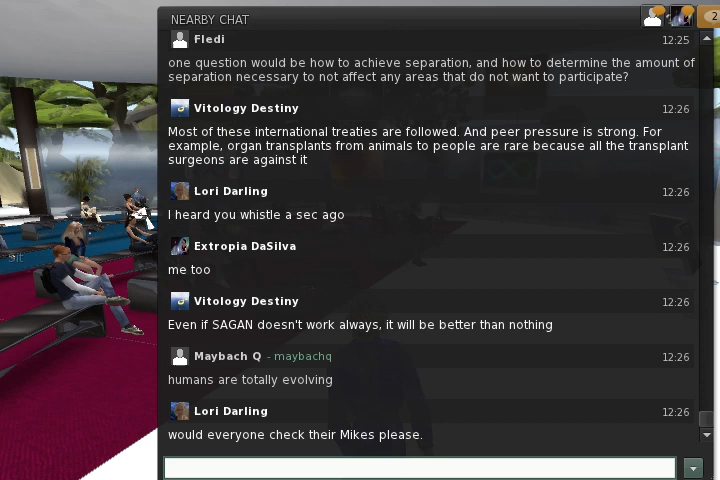 NEARBY CHAT
2
Fledi
12:25
one question would be how to achieve separation, and how to determine the amount of
separation necessary to not affect any areas that do not want to participate?
Vitology Destiny
12:26
Most of these international treaties are followed. And peer pressure is strong. For
example, organ transplants from animals to people are rare because all the transplant
surgeons are against it
Lori Darling
12:26
I heard you whistle a sec ago
Extropia DaSilva
12:26
me too
Vitology Destiny
12:26
Even if SAGAN doesn't work always, it will be better than nothing
Maybach Q - maybachq
12:26
humans are totally evolving
Lori Darling
12:26
would everyone check their Mikes please.
Sit